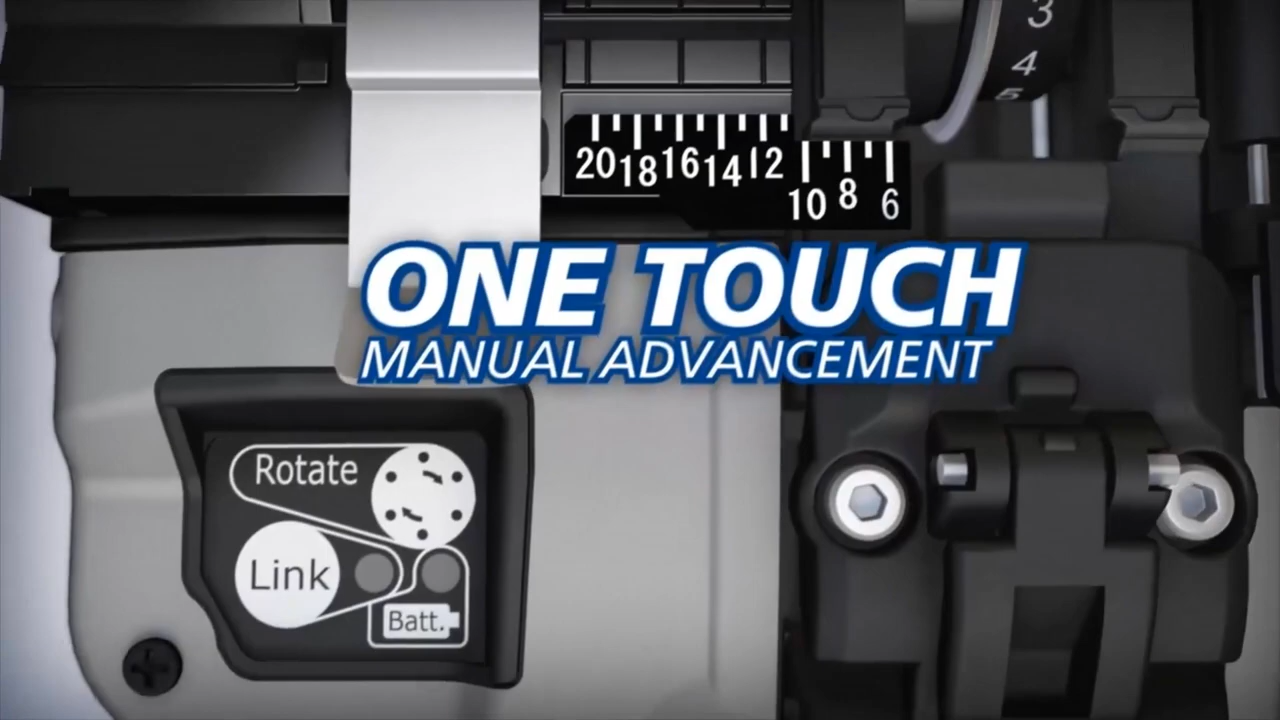 3
4
5
20 18 16 14 12
10 8 6
ONE TOUCH
MANUAL ADVANCEMENT
Rotate
Link
Batt.